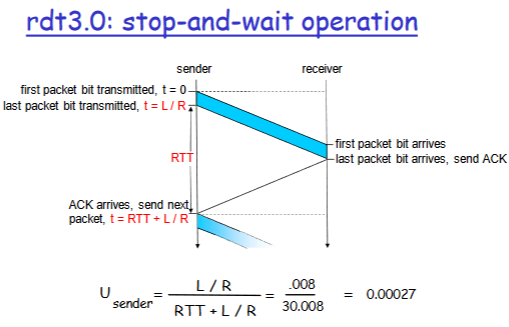 rdt3.0: stop-and-wait operation
sender
receiver
first packet bit transmitted, t = 0
last packet bit transmitted, t = L / R
first packet bit arrives
last packet bit arrives, send ACK
RTT
ACK arrives, send next
packet, t = RTT + L / R
U sender = L / R / RTT + L / R = .008 / 30.008 = 0.00027